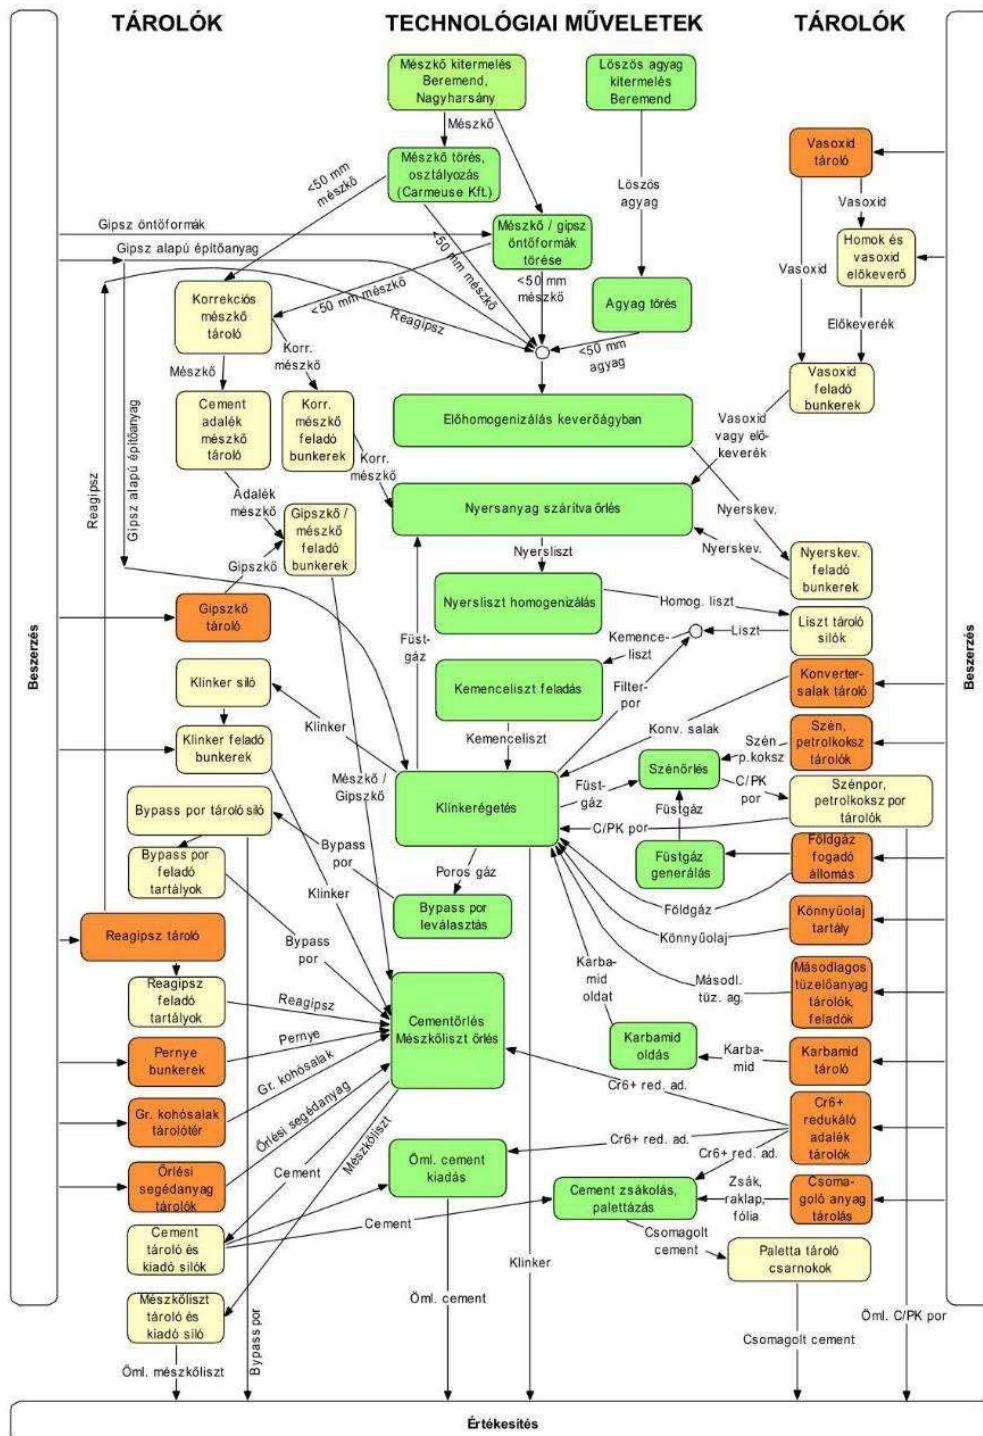 TÁROLÓK
TECHNOLÓGIAI MŰVELETEK
TÁROLÓK
Mészkő kitermelés
Beremend,
Nagyharsány
Löszös agyag
kitermelés
Beremend
Mészkő
Mészkő törés,
osztályozás
(Carmeuse Kft.)
Vasoxid
tároló
<50 mm
mészkő
Löszös
agyag
Vasoxid
Gipsz öntőformák
Mészkő / gipsz
öntőformák
törése
Homok és
vasoxid
előkeverő
Gipsz alapú építőanyag
<50 mm mészkő
<50 mm mészkő
<50 mm
mészkő
Vasoxid
Korrekciós
mészkő
tároló
Reagipsz
Agyag törés
Előkeverék
Korr.
mészkő
<50 mm
agyag
Mészkő
Vasoxid
feladó
bunkerek
Cement
adalék
mészkő
tároló
Korr.
mészkő
feladó
bunkerek
Előhomogenizálás keverőágyban
Vasoxid
vagy elő-
keverék
Korr.
mészkő
Reagipsz
Gipsz alapú építőanyag
Adalék
mészkő
Gipszkő /
mészkő
feladó
bunkerek
Nyersanyag szárítva őrlés
Nyerskev.
Nyersliszt
Nyerskev.
Nyerskev.
feladó
bunkerek
Gipszkő
Gipszkő
tároló
Nyersliszt homogenizálás
Homog. liszt
Liszt tároló
silók
Liszt
Füst-
gáz
Kemence-
liszt
Beszerzés
Beszerzés
Klinker siló
Kemenceliszt feladás
Filter-
por
Konverter-
salak tároló
Klinker
Konv. salak
Kemenceliszt
Klinker feladó
bunkerek
Szén
p.koksz
Szén,
petrolkoksz
tárolók
Mészkő /
Gipszkő
Klinkerégetés
Füst-
gáz
Szénőrlés
C/PK
por
Szénpor,
petrolkoksz por
tárolók
Bypass por tároló siló
Füstgáz
C/PK por
Bypass
por
Bypass por
feladó
tartályok
Poros gáz
Füstgáz
generálás
Földgáz
fogadó
állomás
Klinker
Földgáz
Bypass por
leválasztás
Könnyűolaj
Könnyűolaj
tartály
Reagipsz tároló
Bypass
por
Karba-
mid
oldat
Másodl.
tüz. ag.
Másodlagos
tüzelőanyag
tárolók,
feladók
Reagipsz
feladó
tartályok
Reagipsz
Cementőrlés
Mészkőliszt őrlés
Karbamid
oldás
Karba-
mid
Karbamid
tároló
Pernye
bunkerek
Pernye
Gr. kohósalak
Cr6+ red. ad.
Gr. kohósalak
tárolótér
Őrlési segédanyag
Cr6+
redukáló
adalék
tárolók
Cr6+ red. ad.
Cr6+ red. ad.
Mészkőliszt
Öml. cement
kiadás
Őrlési
segédanyag
tárolók
Cement
Cement zsákolás,
palettázás
Zsák,
raklap,
fólia
Csoma-
goló anyag
tárolás
Cement
Cement
tároló és
kiadó silók
Csomagolt
cement
Paletta tároló
csarnokok
Klinker
Mészkőliszt
tároló és
kiadó siló
Öml. cement
Öml. C/PK por
Csomagolt cement
Bypass por
Öml. mészkőliszt
Értékesítés